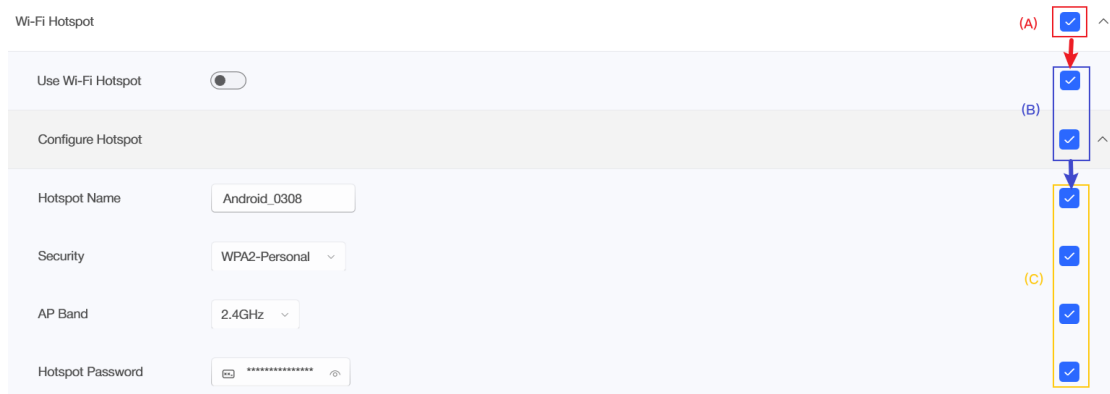 Wi-Fi Hotspot (A)
Use Wi-Fi Hotspot
(B)
Configure Hotspot
Hotspot Name Android_0308
Security WPA2-Personal
(C)
AP Band 2.4GHz
Hotspot Password ***************